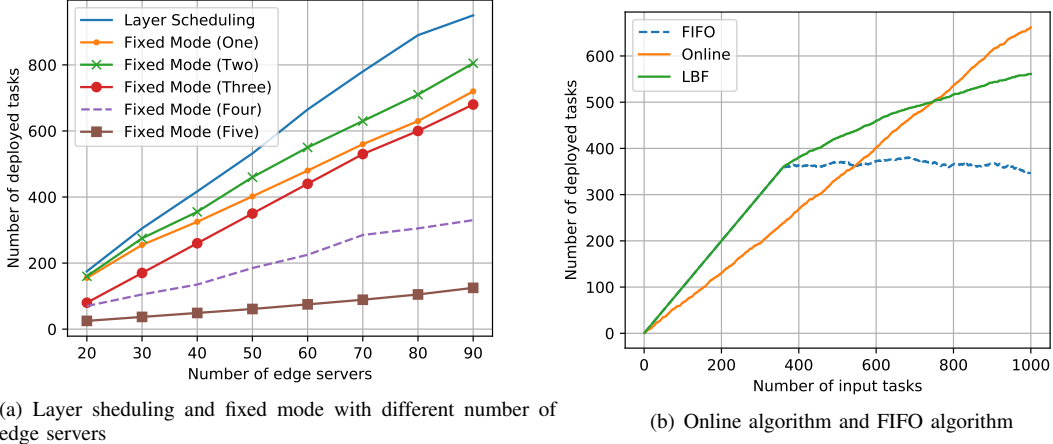 Layer Scheduling
Fixed Mode (One)
Fixed Mode (Two)
Fixed Mode (Three)
Fixed Mode (Four)
Fixed Mode (Five)
Number of deployed tasks
0
200
400
600
800
20 30 40 50 60 70 80 90
Number of edge servers
(a) Layer sheduling and fixed mode with different number of
edge servers
FIFO
Online
LBF
Number of deployed tasks
0
100
200
300
400
500
600
0 200 400 600 800 1000
Number of input tasks
(b) Online algorithm and FIFO algorithm